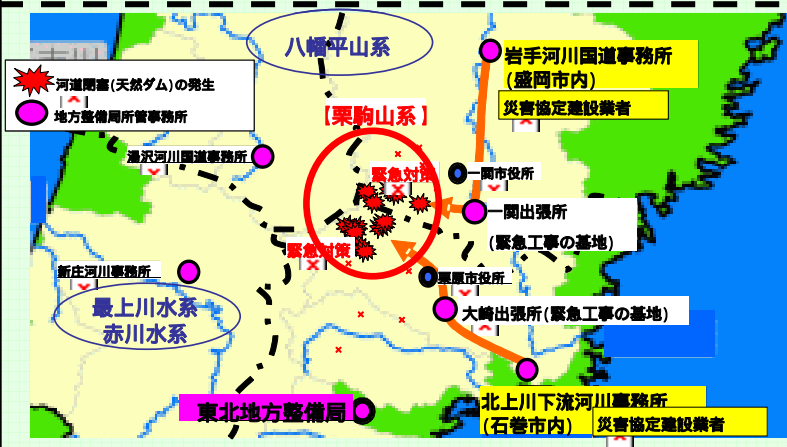 八幡平山系
岩手河川国道事務所
(盛岡市内)
災害協定建設業者
河道閉塞(天然ダム)の発生
地方整備局所管事務所
【栗駒山系】
湯沢河川国道事務所
緊急対策
一関市役所
一関出張所
(緊急工事の基地)
緊急対策
新庄河川事務所
栗原市役所
最上川水系
赤川水系
大崎出張所(緊急工事の基地)
東北地方整備局
北上川下流河川事務所
(石巻市内)
災害協定建設業者